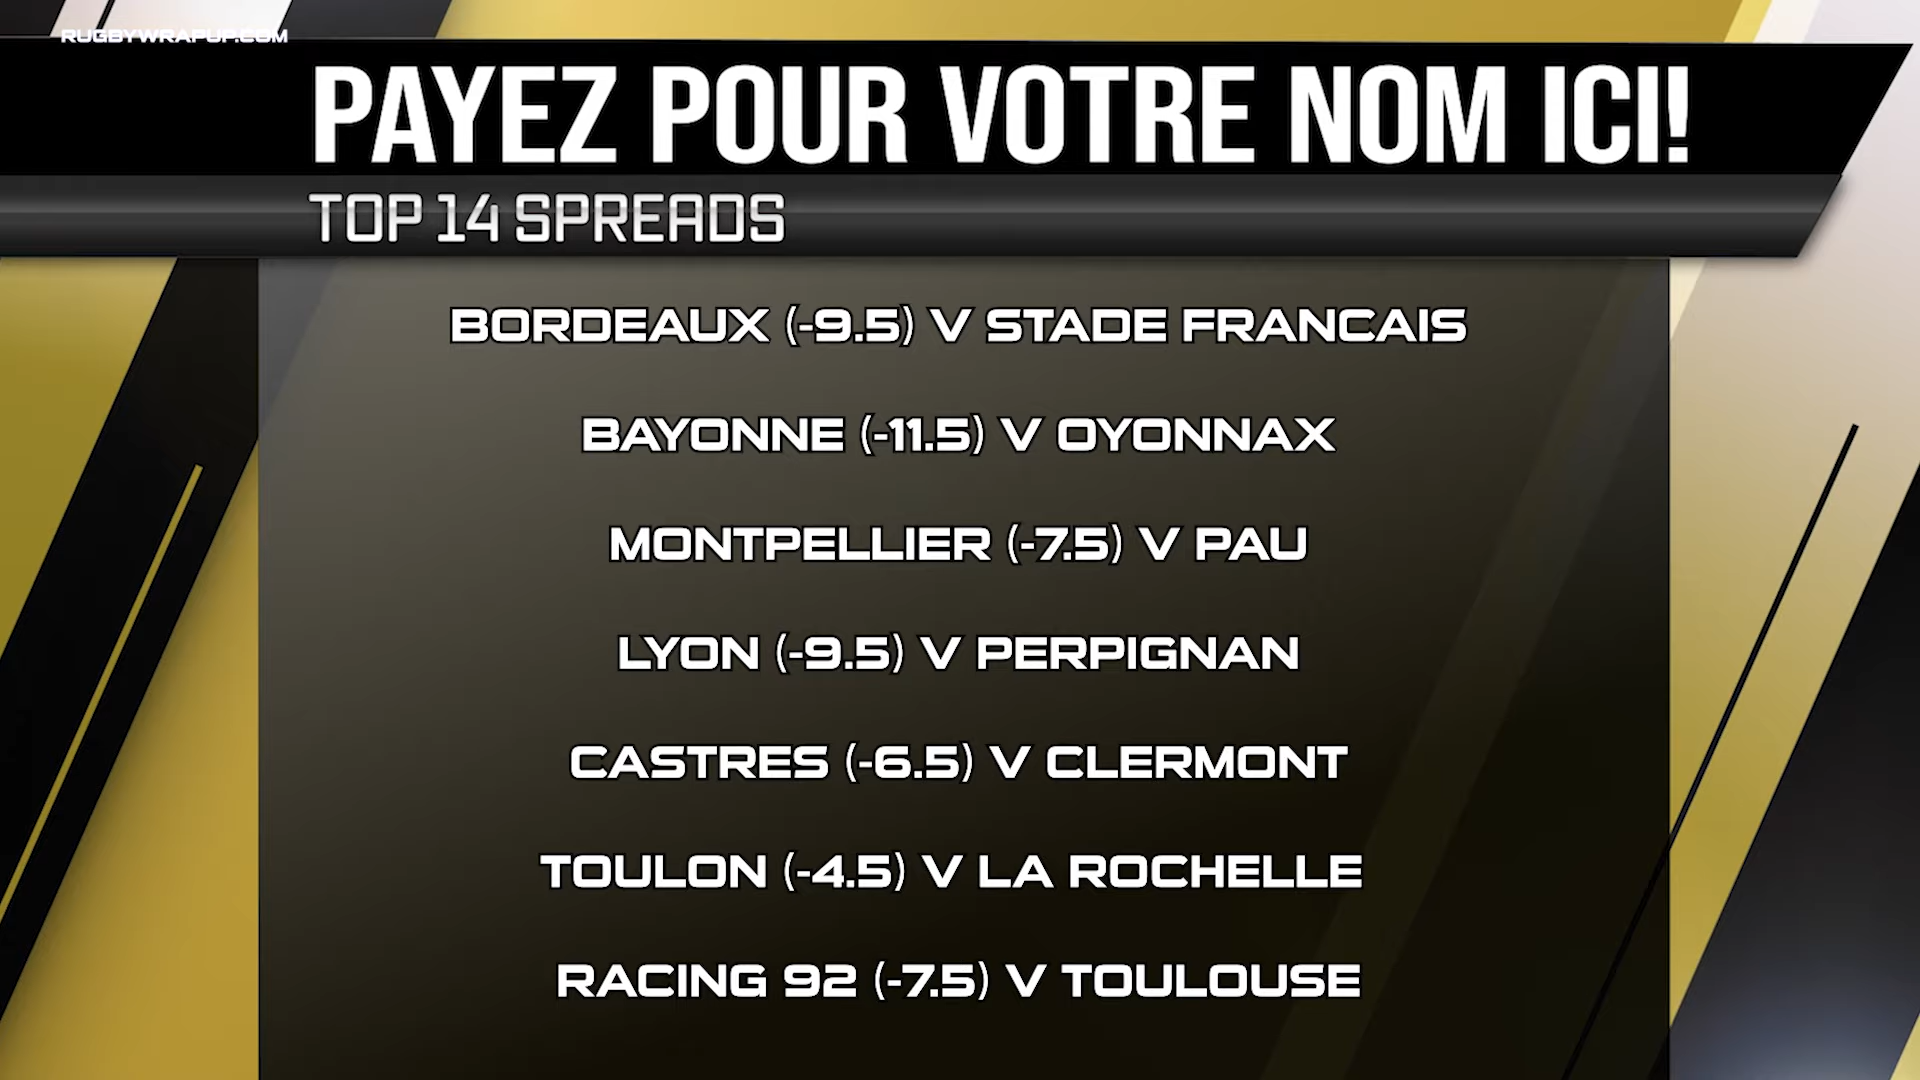 RUGBYWRAPUP.COM
PAYEZ POUR VOTRE NOM ICI!
TOP 14 SPREADS
BORDEAUX (-9.5) V STADE FRANCAIS
BAYONNE (-11.5) V OYONNAX
MONTPELLIER (-7.5) V PAU
LYON (-9.5) V PERPIGNAN
CASTRES (-6.5) V CLERMONT
TOULON (-4.5) V LA ROCHELLE
RACING 92 (-7.5) V TOULOUSE